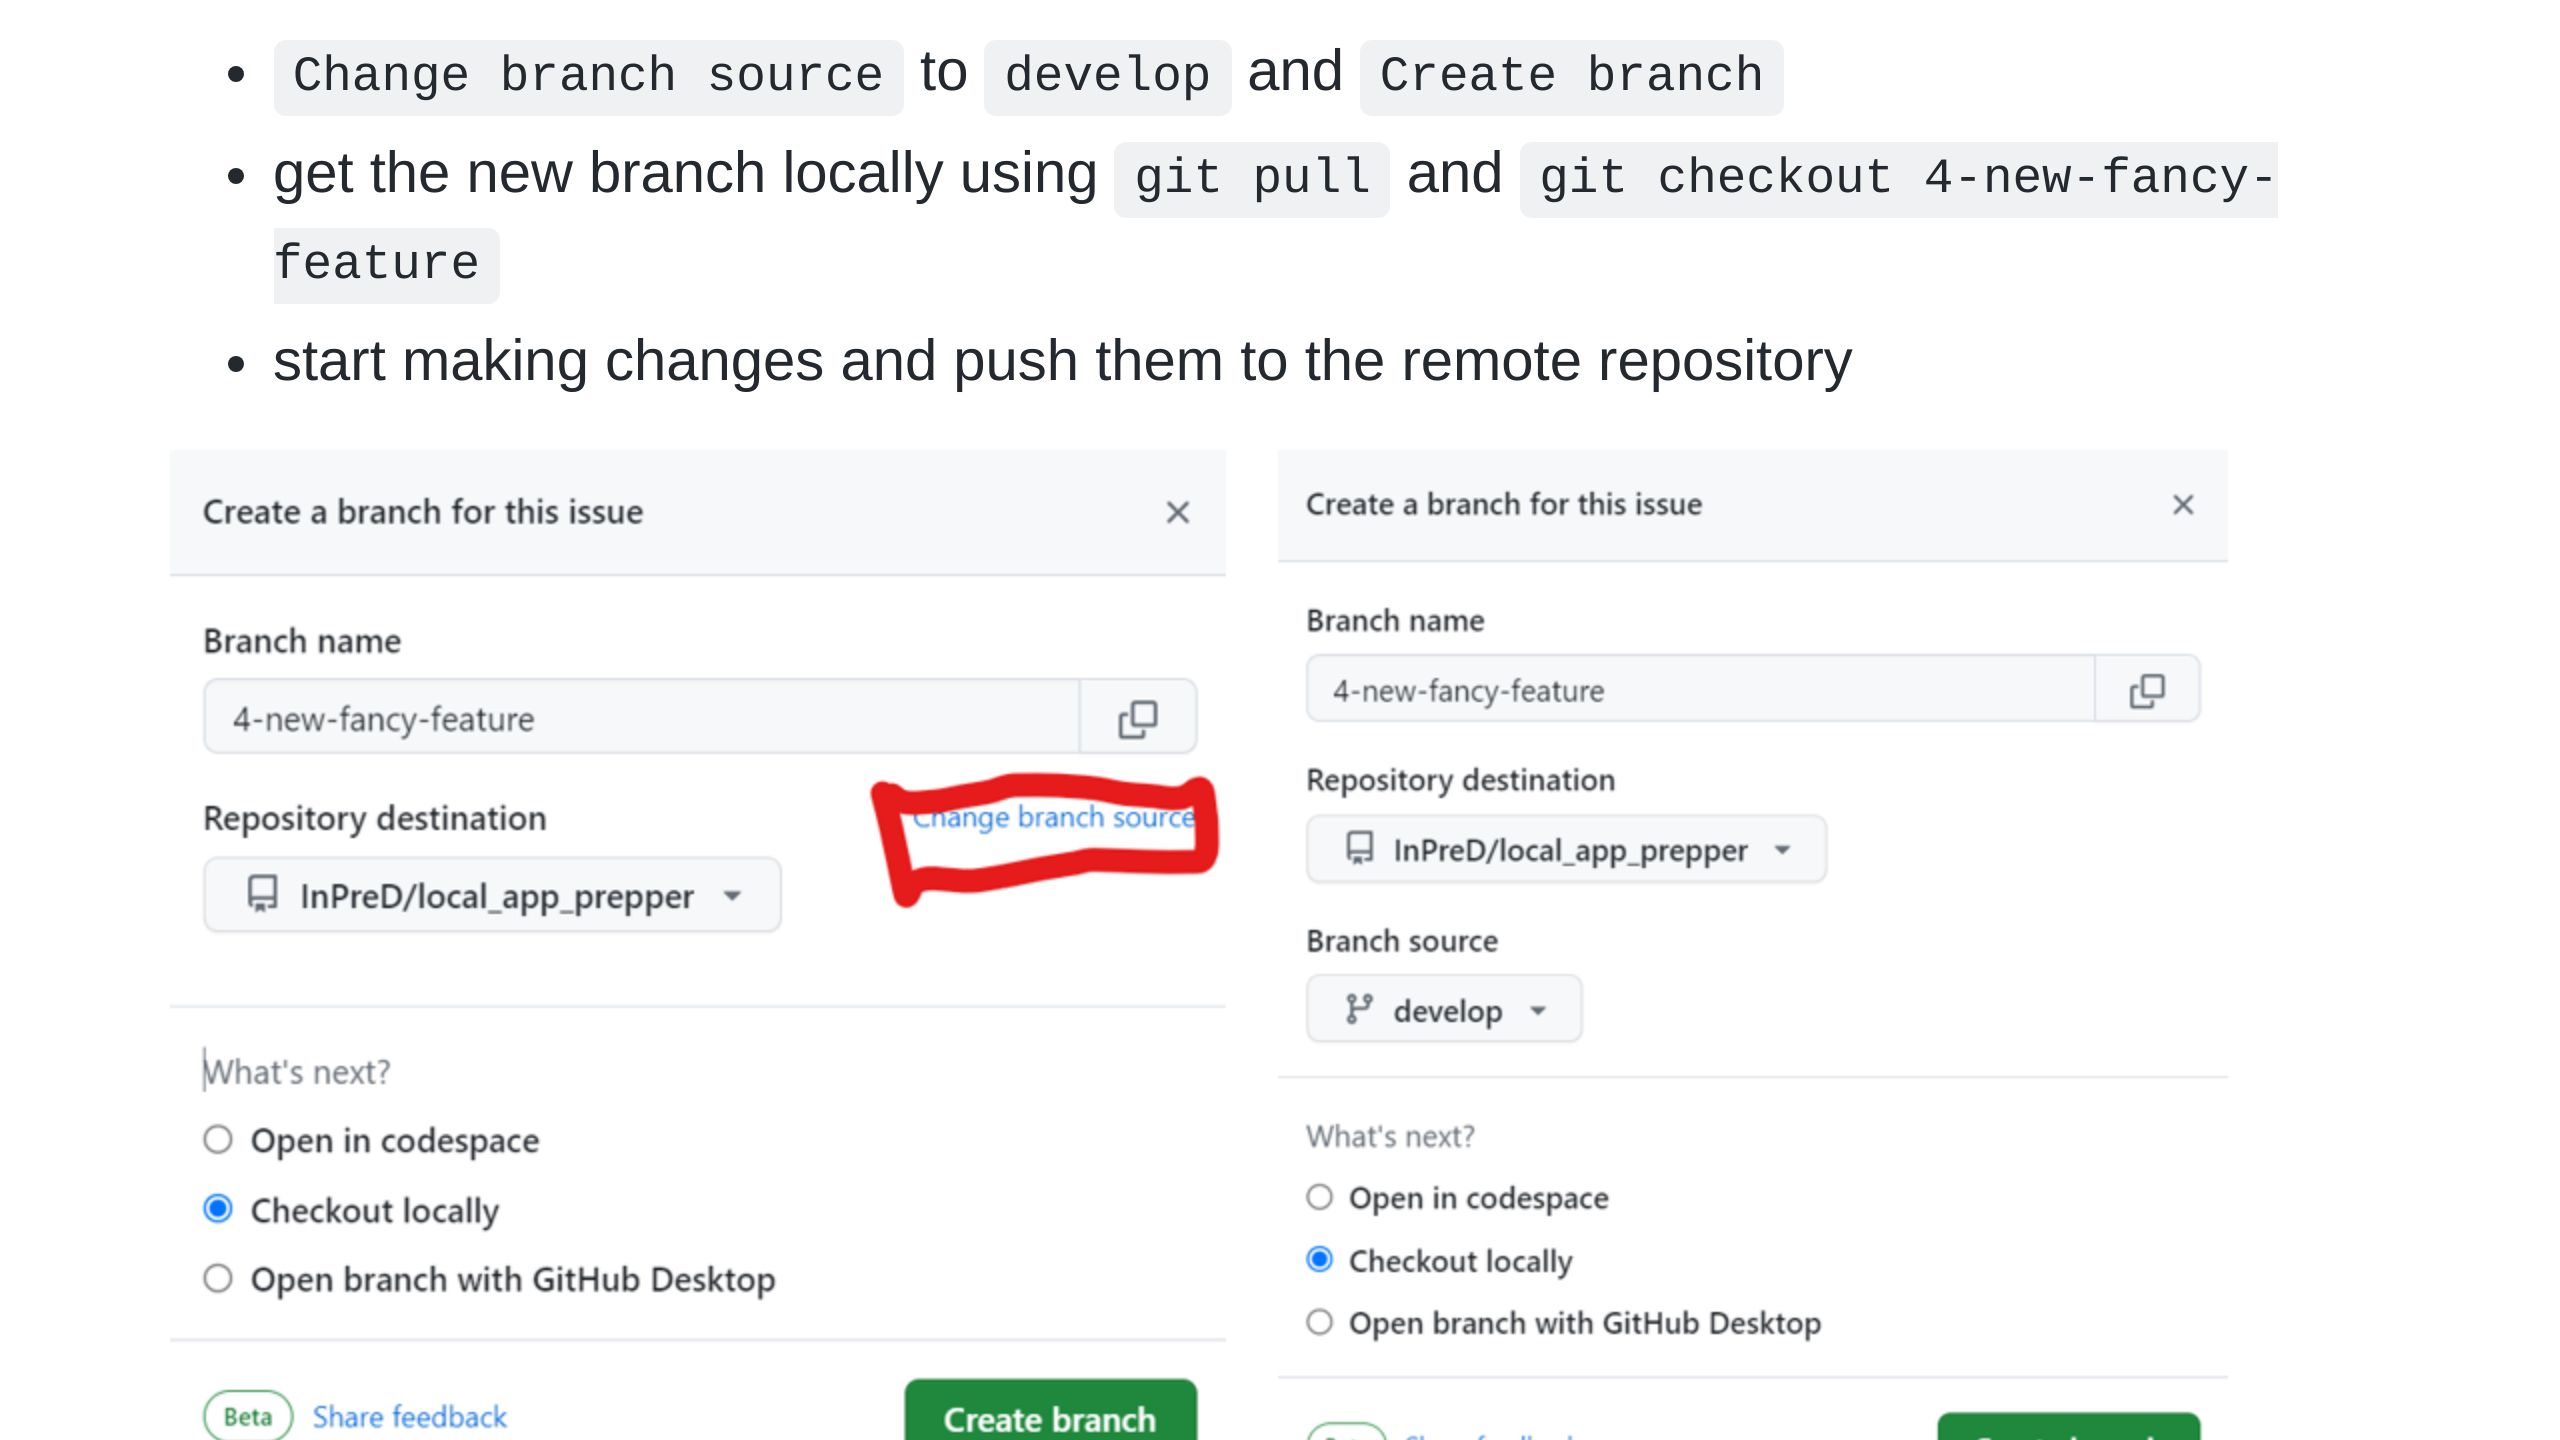 Change branch source to develop and Create branch
get the new branch locally using git pull and git checkout 4-new-fancy-
feature
start making changes and push them to the remote repository
Create a branch for this issue
Branch name
4-new-fancy-feature
Repository destination
Change branch source
InPreD/local_app_prepper
What's next?
Open in codespace
Checkout locally
Open branch with GitHub Desktop
Beta Share feedback
Create branch
Create a branch for this issue
Branch name
4-new-fancy-feature
Repository destination
InPreD/local_app_prepper
Branch source
develop
What's next?
Open in codespace
Checkout locally
Open branch with GitHub Desktop